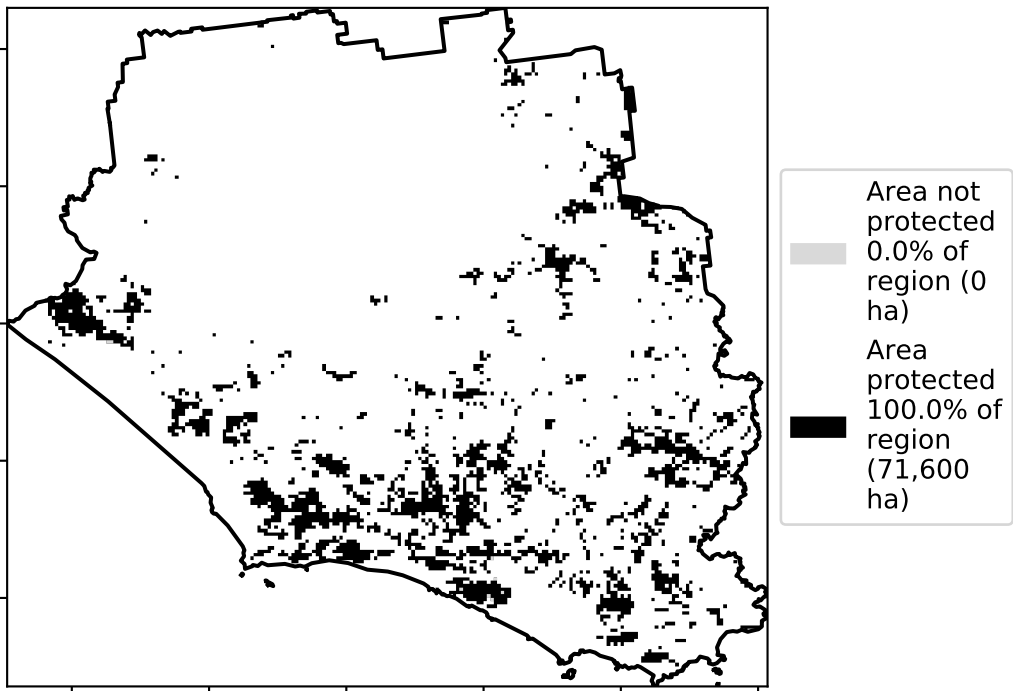 Area not
protected
0.0% of
region (0
ha)
Area
protected
100.0% of
region
(71,600
ha)